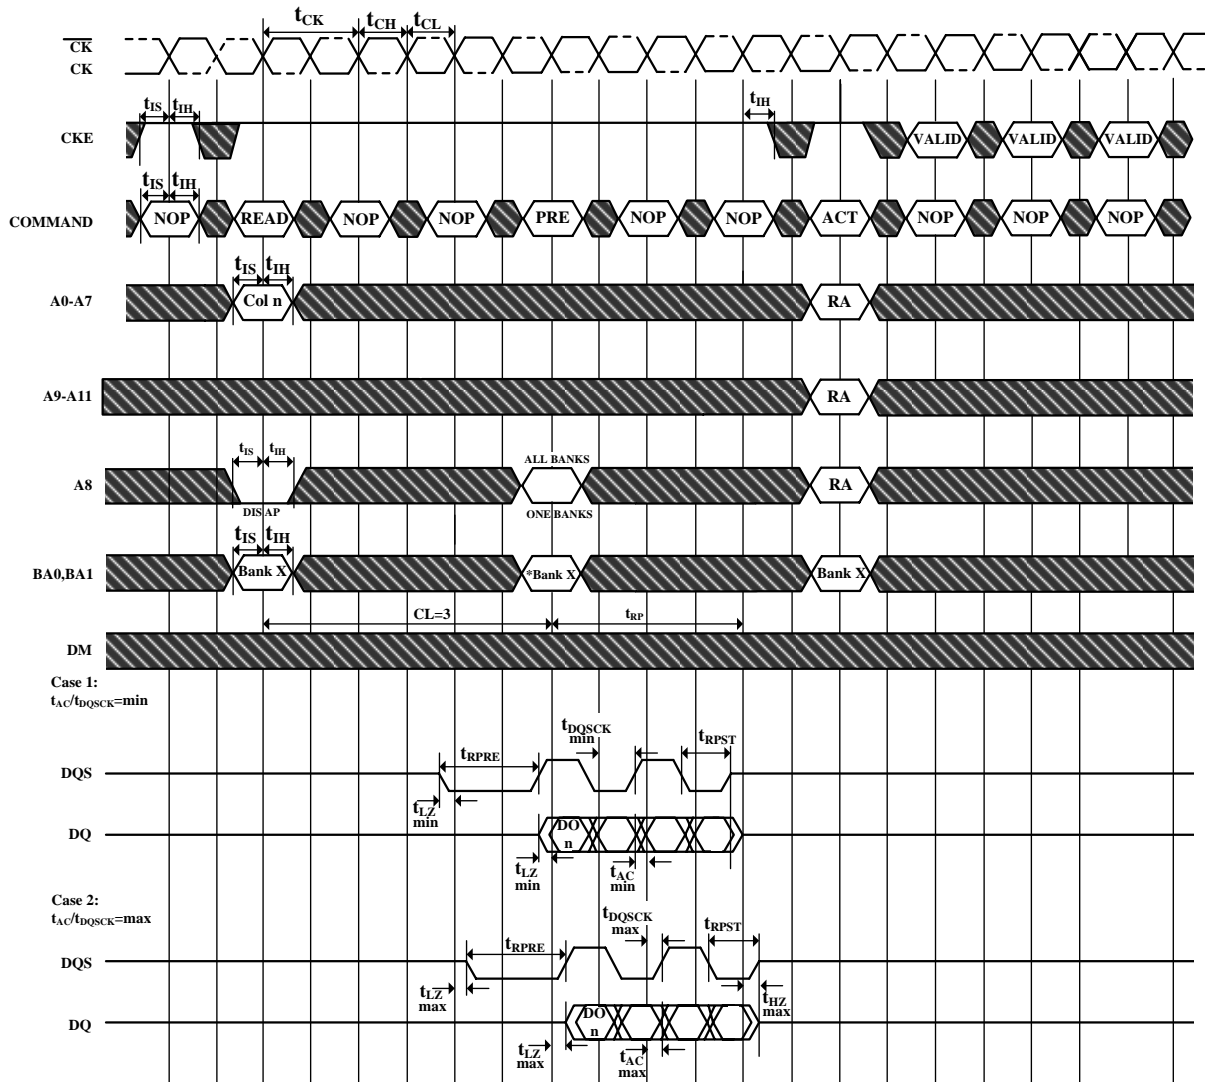 tCK tCH tCL
CK
CK
tIS tIH tIH
CKE VALID VALID VALID
tIS tIH
COMMAND NOP READ NOP NOP PRE NOP NOP ACT NOP NOP NOP
tIS tIH
A0-A7 Col n RA
A9-A11 RA
tIS tIH ALL BANKS
A8 RA
DIS AP ONE BANKS
tIS tIH
BA0,BA1 Bank X *Bank X Bank X
CL=3 tRP
DM
Case 1:
tAC/tDQSCK=min
tDQSCK min tRPST
tRPRE
DQS
tLZ min
DQ DO n
tLZ min tAC min
Case 2:
tAC/tDQSCK=max
tDQSCK max tRPST
tRPRE
DQS
tLZ max tHZ max
DQ DO n
tLZ max tAC max